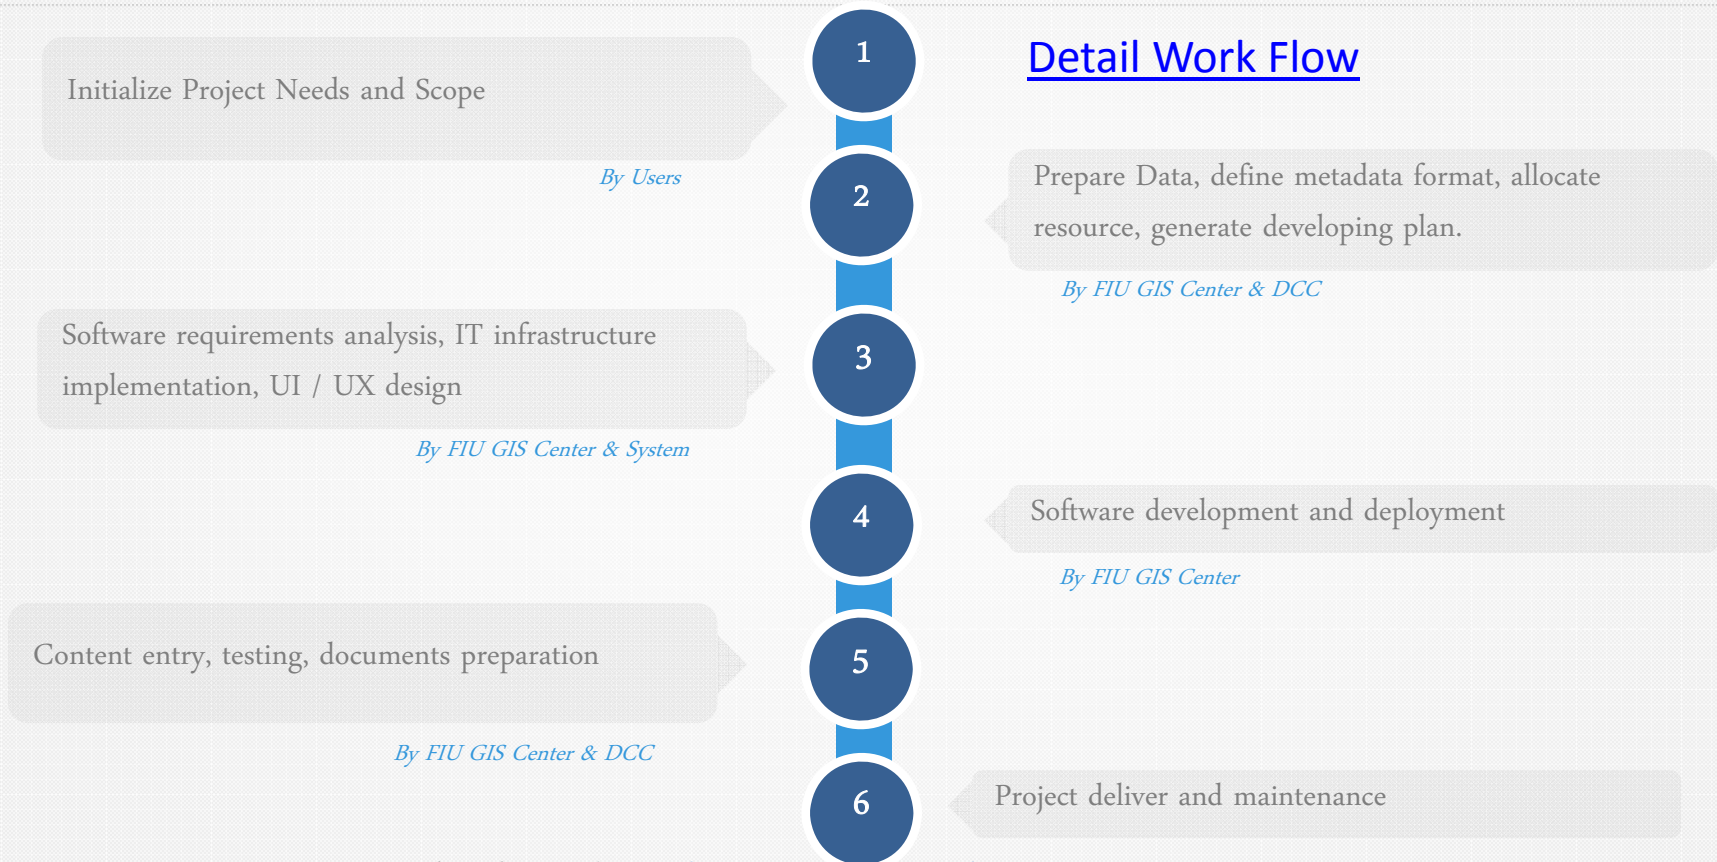 Detail Work Flow
1
Initialize Project Needs and Scope
By Users
2
Prepare Data, define metadata format, allocate
resource, generate developing plan.
By FIU GIS Center & DCC
3
Software requirements analysis, IT infrastructure
implementation, UI / UX design
By FIU GIS Center & System
4
Software development and deployment
By FIU GIS Center
5
Content entry, testing, documents preparation
By FIU GIS Center & DCC
6
Project deliver and maintenance